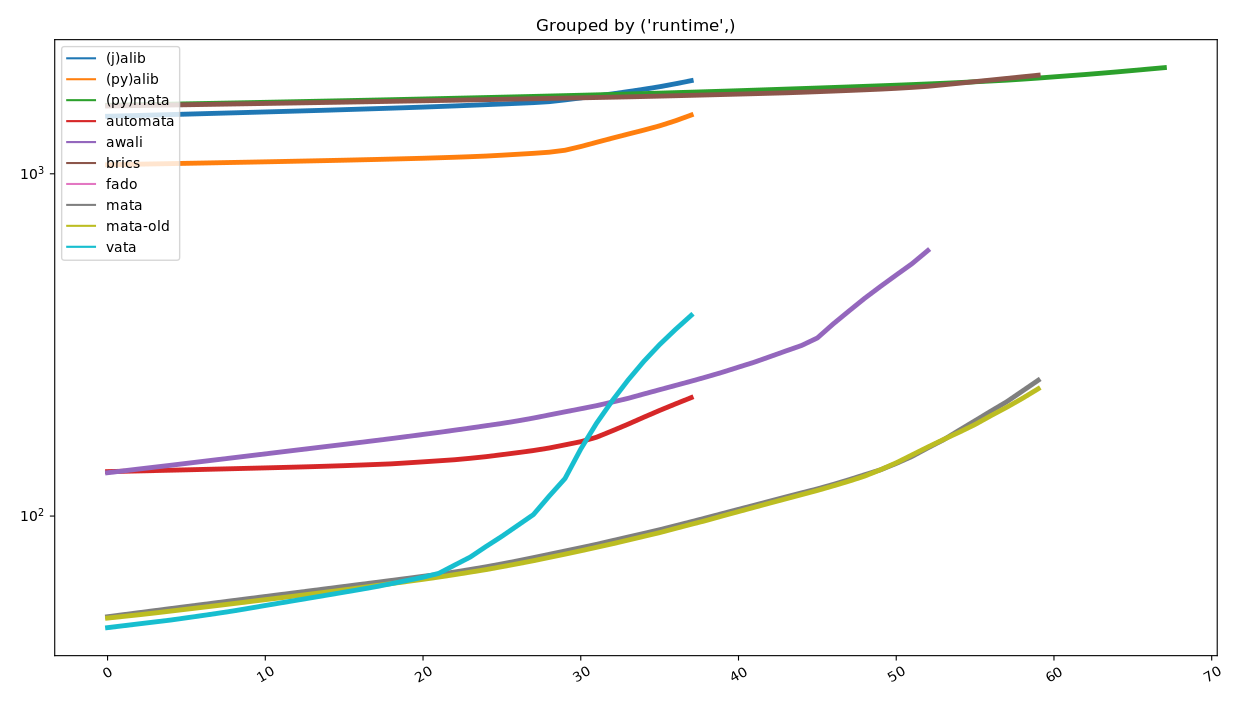 Grouped by ('runtime',)
(j)alib
(py)alib
(py)mata
automata
awali
brics
fado
mata
mata-old
vata
10³
10²
0 10 20 30 40 50 60 70